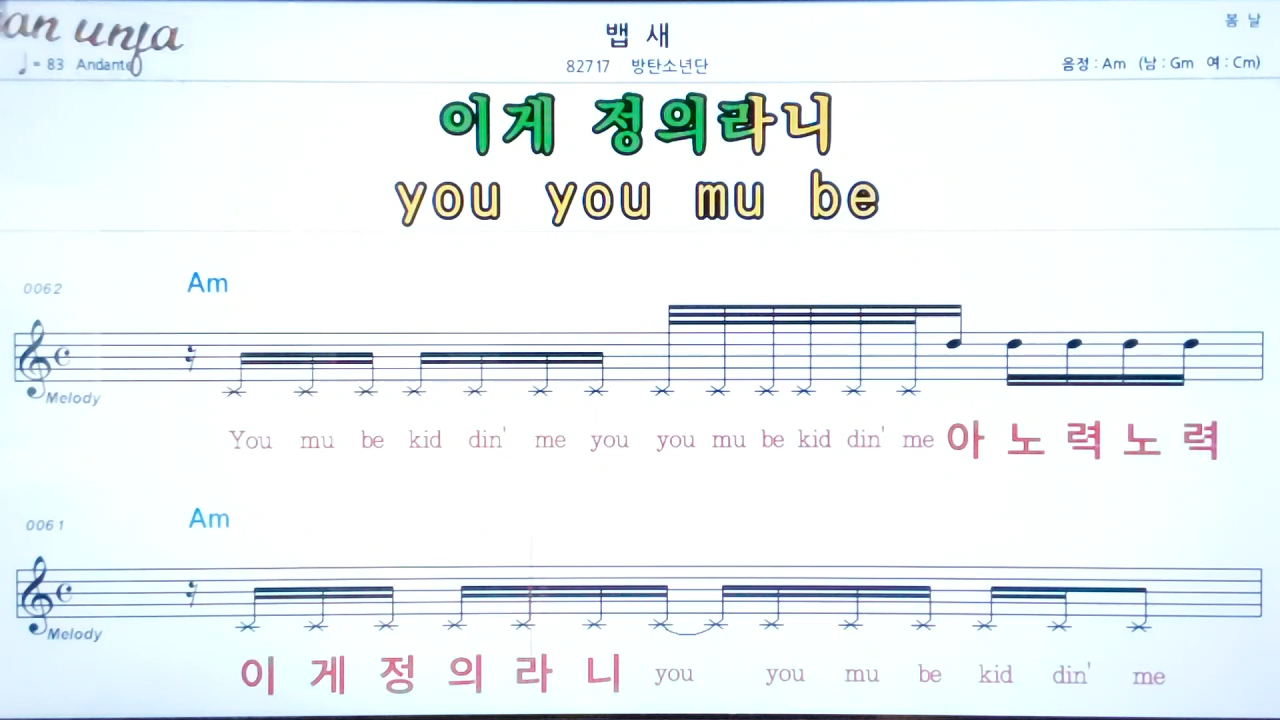 an unfa
뱁 새
봄 날
♩= 83 Andante
82717 방탄소년단
음정 : Am (남 : Gm 여 : Cm)
이게 정의라니
you you mu be
0062
Am
Melody
You mu be kid din' me you you mu be kid din' me 아 노 력 노 력
0061
Am
Melody
이 게 정 의 라 니 you you mu be kid din' me